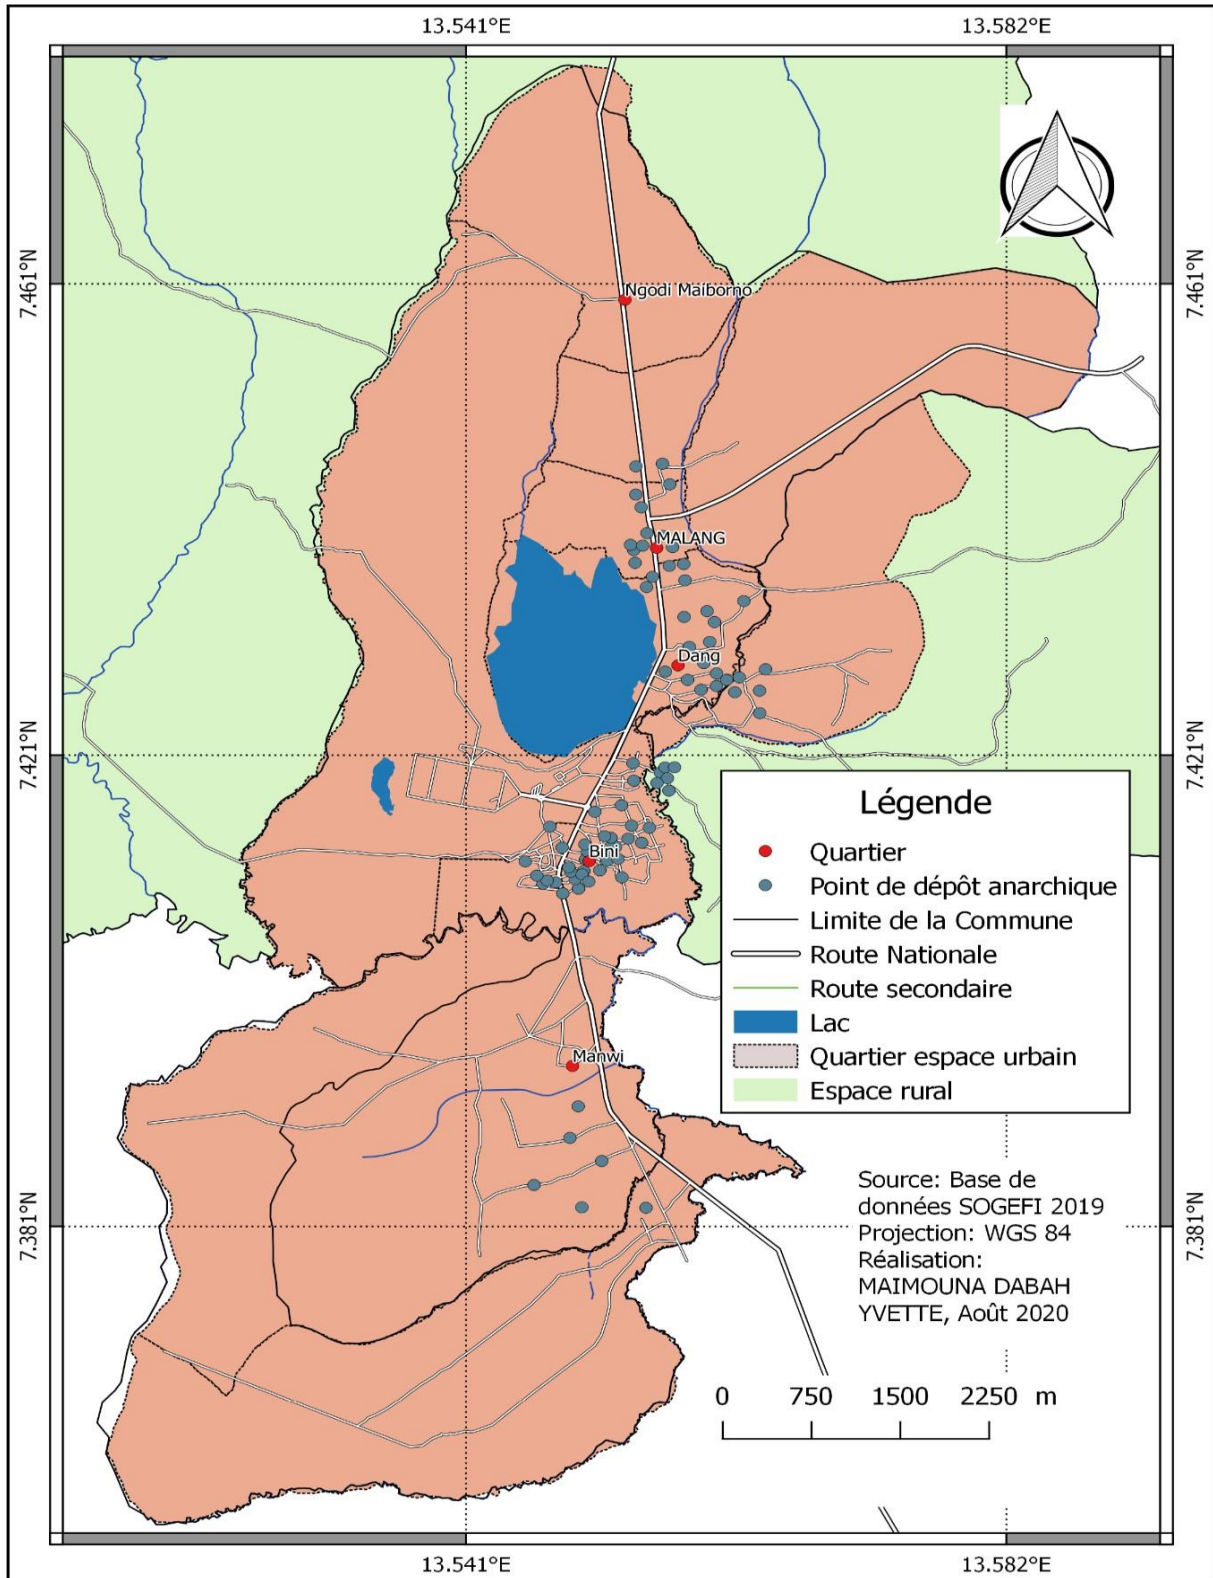 13.541°E
13.582°E
7.461°N
7.461°N
Ngodi Maïborno
MALANG
Dang
7.421°N
7.421°N
Légende
Quartier
Point de dépôt anarchique
Limite de la Commune
Route Nationale
Route secondaire
Lac
Quartier espace urbain
Espace rural
Bini
Manwi
Source: Base de
données SOGEFI 2019
Projection: WGS 84
Réalisation:
MAIMOUNA DABAH
YVETTE, Août 2020
7.381°N
7.381°N
0 750 1500 2250 m
13.541°E
13.582°E